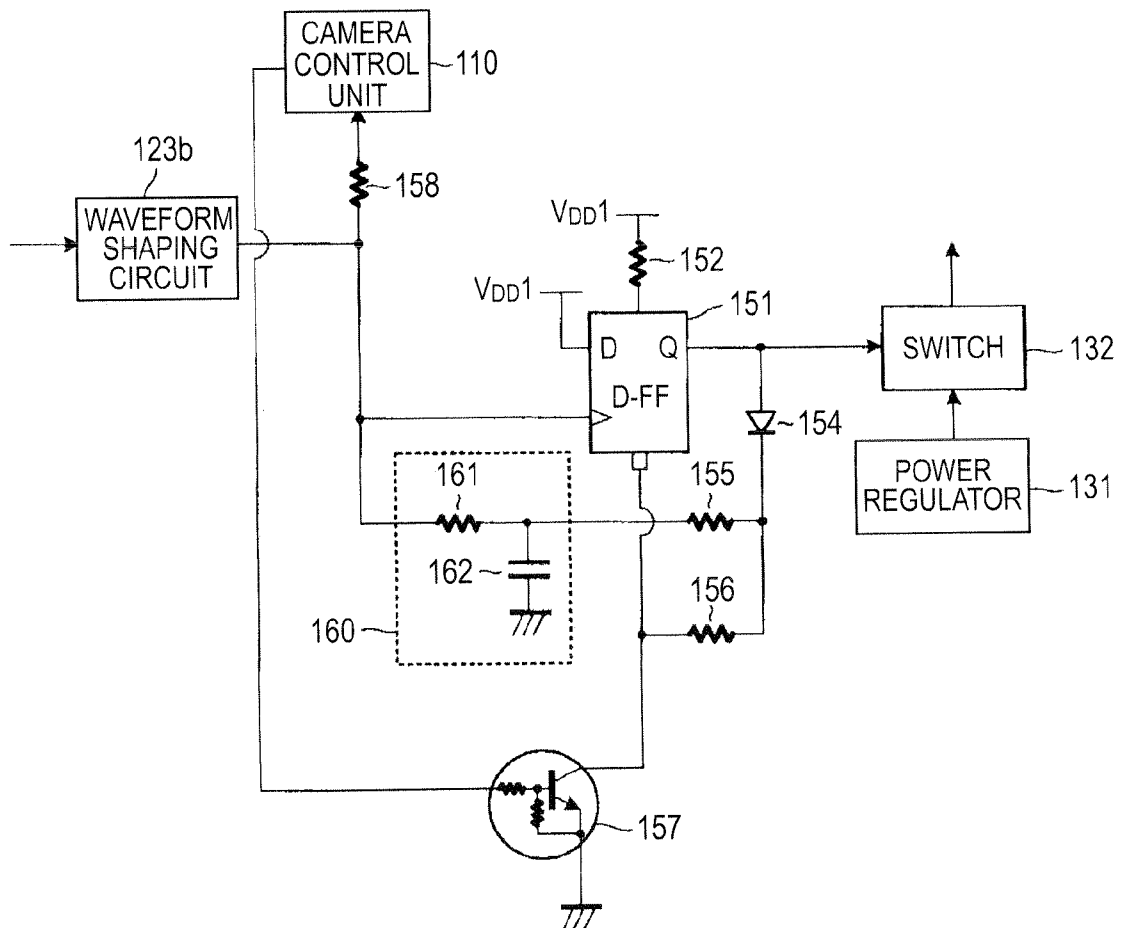 CAMERA
CONTROL
UNIT
110
123b
WAVEFORM
SHAPING
CIRCUIT
158
VDD1
152
VDD1
151
D Q
D-FF
SWITCH
132
154
POWER
REGULATOR
131
161
155
162
156
160
157